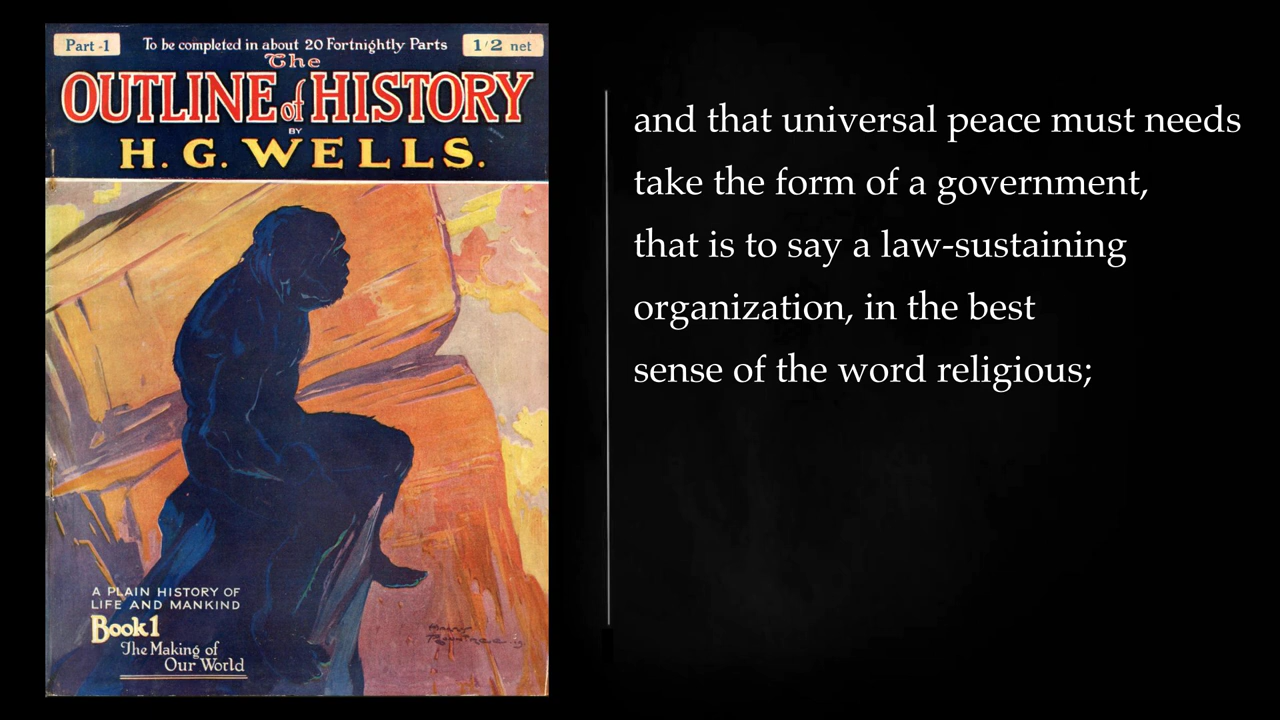 Part -1
To be completed in about 20 Fortnightly Parts
1/2 net
The
OUTLINE of HISTORY
BY
H. G. WELLS.
A PLAIN HISTORY OF
LIFE AND MANKIND
Book 1
The Making of
Our World
and that universal peace must needs
take the form of a government,
that is to say a law-sustaining
organization, in the best
sense of the word religious;